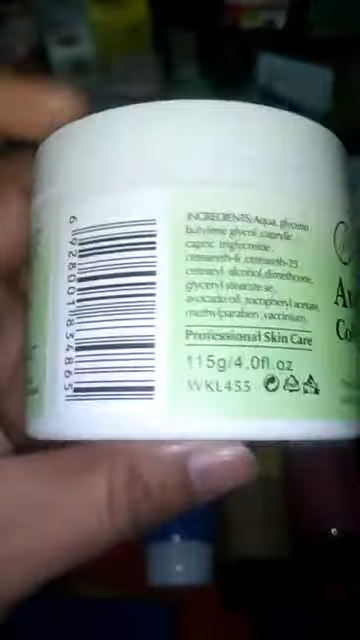 INGREDIENTS: Aqua, glycerin
butylene glycol, caprylic
capric triglyceride,
ceteareth-6, ceteareth-25
cetearyl alcohol, dimethicone,
glyceryl stearate se,
avocado oil, tocopheryl acetate,
methylparaben, vaccinium
Professional Skin Care
115g/4.0fl.oz
WKL455
6 928001 834865